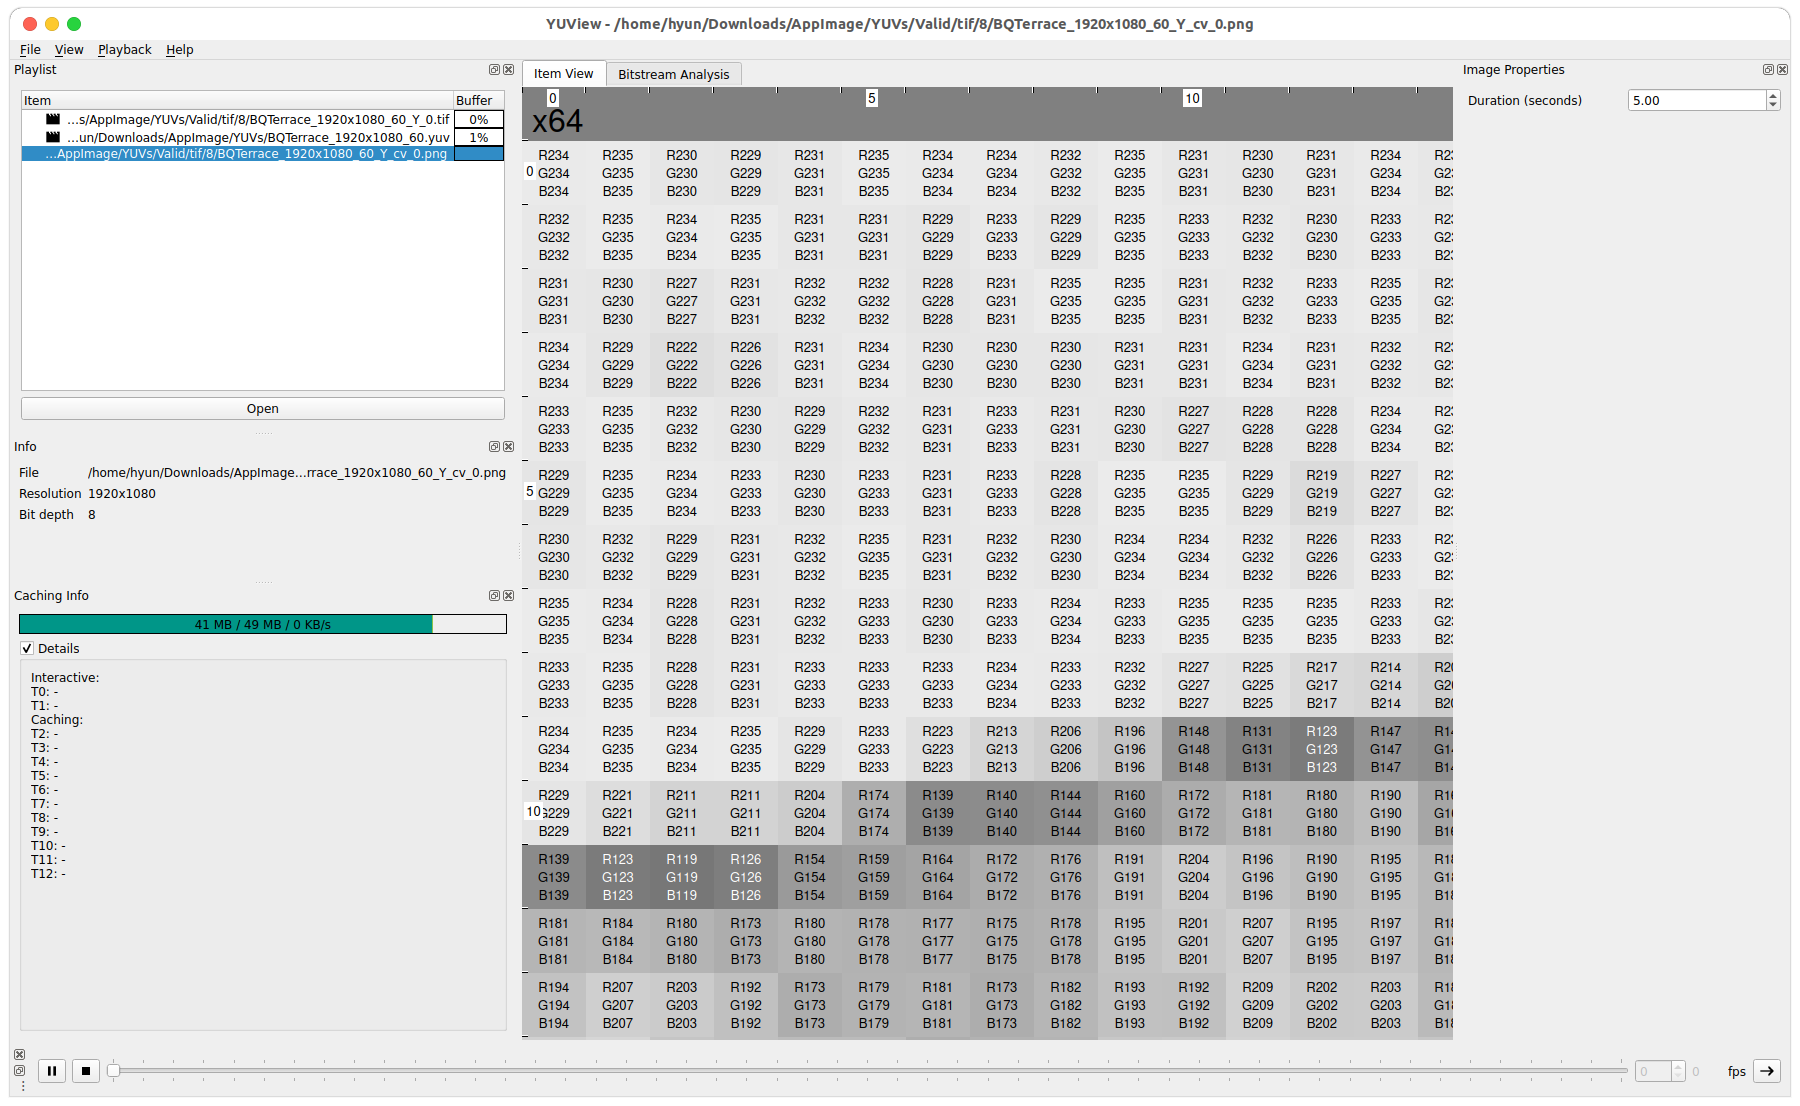 YUView - /home/hyun/Downloads/AppImage/YUVs/Valid/tif/8/BQTerrace_1920x1080_60_Y_cv_0.png
File View Playback Help
Playlist
Item Buffer
...s/AppImage/YUVs/Valid/tif/8/BQTerrace_1920x1080_60_Y_0.tif 0%
...un/Downloads/AppImage/YUVs/BQTerrace_1920x1080_60.yuv 1%
...AppImage/YUVs/Valid/tif/8/BQTerrace_1920x1080_60_Y_cv_0.png
Open
Info
File /home/hyun/Downloads/AppImage...rrace_1920x1080_60_Y_cv_0.png
Resolution 1920x1080
Bit depth 8
Caching Info
41 MB / 49 MB / 0 KB/s
Details
Interactive:
T0: -
T1: -
Caching:
T2: -
T3: -
T4: -
T5: -
T6: -
T7: -
T8: -
T9: -
T10: -
T11: -
T12: -
Item View Bitstream Analysis
0 5 10
x64
R234 R235 R230 R229 R231 R235 R234 R234 R232 R235 R231 R230 R231 R234
0 G234 G235 G230 G229 G231 G235 G234 G234 G232 G235 G231 G230 G231 G234
B234 B235 B230 B229 B231 B235 B234 B234 B232 B235 B231 B230 B231 B234
R232 R235 R234 R235 R231 R231 R229 R233 R229 R235 R233 R232 R230 R233
G232 G235 G234 G235 G231 G231 G229 G233 G229 G235 G233 G232 G230 G233
B232 B235 B234 B235 B231 B231 B229 B233 B229 B235 B233 B232 B230 B233
R231 R230 R227 R231 R232 R232 R228 R231 R235 R235 R231 R232 R233 R235
G231 G230 G227 G231 G232 G232 G228 G231 G235 G235 G231 G232 G233 G235
B231 B230 B227 B231 B232 B232 B228 B231 B235 B235 B231 B232 B233 B235
R234 R229 R222 R226 R231 R234 R230 R230 R230 R231 R231 R234 R231 R232
G234 G229 G222 G226 G231 G234 G230 G230 G230 G231 G231 G234 G231 G232
B234 B229 B222 B226 B231 B234 B230 B230 B230 B231 B231 B234 B231 B232
R233 R235 R232 R230 R229 R232 R231 R233 R231 R230 R227 R228 R228 R234
G233 G235 G232 G230 G229 G232 G231 G233 G231 G230 G227 G228 G228 G234
B233 B235 B232 B230 B229 B232 B231 B233 B231 B230 B227 B228 B228 B234
R229 R235 R234 R233 R230 R233 R231 R233 R228 R235 R235 R229 R219 R227
5 G229 G235 G234 G233 G230 G233 G231 G233 G228 G235 G235 G229 G219 G227
B229 B235 B234 B233 B230 B233 B231 B233 B228 B235 B235 B229 B219 B227
R230 R232 R229 R231 R232 R235 R231 R232 R230 R234 R234 R232 R226 R233
G230 G232 G229 G231 G232 G235 G231 G232 G230 G234 G234 G232 G226 G233
B230 B232 B229 B231 B232 B235 B231 B232 B230 B234 B234 B232 B226 B233
R235 R234 R228 R231 R232 R233 R230 R233 R234 R233 R235 R235 R235 R233
G235 G234 G228 G231 G232 G233 G230 G233 G234 G233 G235 G235 G235 G233
B235 B234 B228 B231 B232 B233 B230 B233 B234 B233 B235 B235 B235 B233
R233 R235 R228 R231 R233 R233 R233 R234 R233 R232 R227 R225 R217 R214
G233 G235 G228 G231 G233 G233 G233 G234 G233 G232 G227 G225 G217 G214
B233 B235 B228 B231 B233 B233 B233 B234 B233 B232 B227 B225 B217 B214
R234 R235 R234 R235 R229 R233 R223 R213 R206 R196 R148 R131 R123 R147
G234 G235 G234 G235 G229 G233 G223 G213 G206 G196 G148 G131 G123 G147
B234 B235 B234 B235 B229 B233 B223 B213 B206 B196 B148 B131 B123 B147
R229 R221 R211 R211 R204 R174 R139 R140 R144 R160 R172 R181 R180 R190
10 G229 G221 G211 G211 G204 G174 G139 G140 G144 G160 G172 G181 G180 G190
B229 B221 B211 B211 B204 B174 B139 B140 B144 B160 B172 B181 B180 B190
R139 R123 R119 R126 R154 R159 R164 R172 R176 R191 R204 R196 R190 R195
G139 G123 G119 G126 G154 G159 G164 G172 G176 G191 G204 G196 G190 G195
B139 B123 B119 B126 B154 B159 B164 B172 B176 B191 B204 B196 B190 B195
R181 R184 R180 R173 R180 R178 R177 R175 R178 R195 R201 R207 R195 R197
G181 G184 G180 G173 G180 G178 G177 G175 G178 G195 G201 G207 G195 G197
B181 B184 B180 B173 B180 B178 B177 B175 B178 B195 B201 B207 B195 B197
R194 R207 R203 R192 R173 R179 R181 R173 R182 R193 R192 R209 R202 R203
G194 G207 G203 G192 G173 G179 G181 G173 G182 G193 G192 G209 G202 G203
B194 B207 B203 B192 B173 B179 B181 B173 B182 B193 B192 B209 B202 B203
Image Properties
Duration (seconds) 5.00
0 0 fps